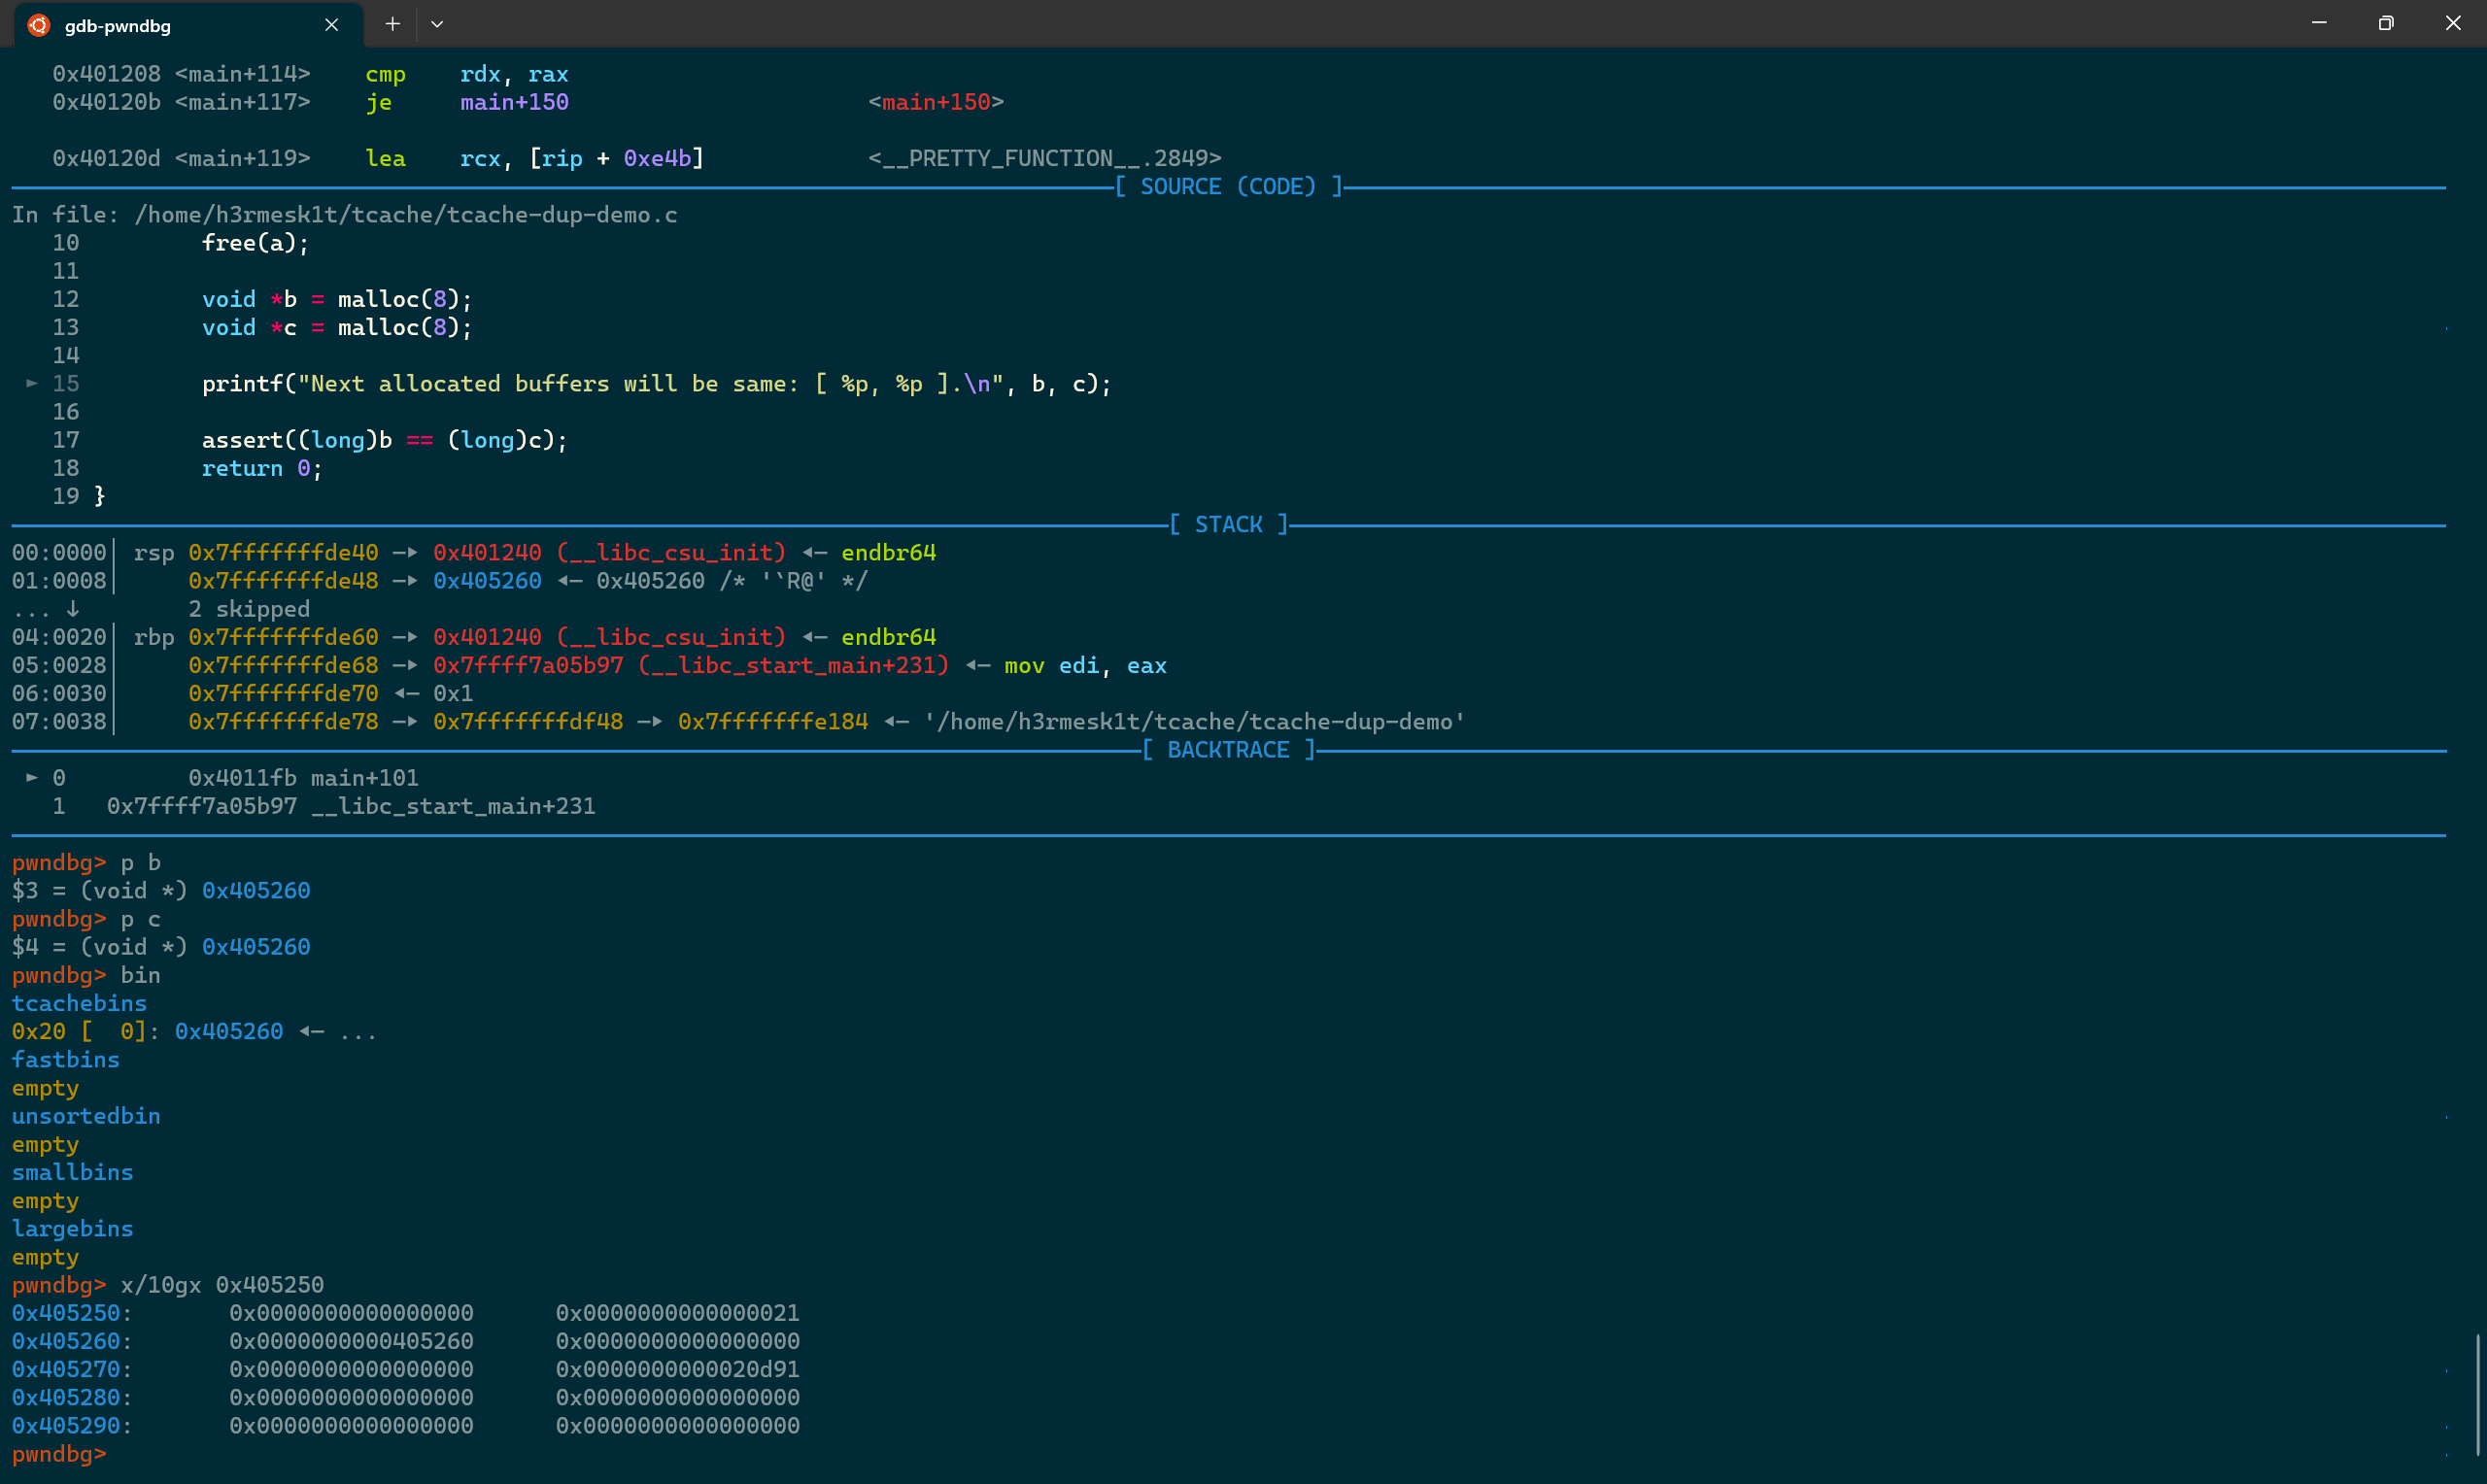 gdb-pwndbg
0x401208 <main+114>    cmp    rdx, rax
0x40120b <main+117>    je     main+150                      <main+150>
0x40120d <main+119>    lea    rcx, [rip + 0xe4b]            <__PRETTY_FUNCTION__.2849>
[ SOURCE (CODE) ]
In file: /home/h3rmesk1t/tcache/tcache-dup-demo.c
   10         free(a);
   11
   12         void *b = malloc(8);
   13         void *c = malloc(8);
   14
 ► 15         printf("Next allocated buffers will be same: [ %p, %p ].\n", b, c);
   16
   17         assert((long)b == (long)c);
   18         return 0;
   19 }
[ STACK ]
00:0000│ rsp 0x7fffffffde40 —▸ 0x401240 (__libc_csu_init) ◂— endbr64
01:0008│     0x7fffffffde48 —▸ 0x405260 ◂— 0x405260 /* '`R@' */
... ↓        2 skipped
04:0020│ rbp 0x7fffffffde60 —▸ 0x401240 (__libc_csu_init) ◂— endbr64
05:0028│     0x7fffffffde68 —▸ 0x7ffff7a05b97 (__libc_start_main+231) ◂— mov edi, eax
06:0030│     0x7fffffffde70 ◂— 0x1
07:0038│     0x7fffffffde78 —▸ 0x7fffffffdf48 —▸ 0x7fffffffe184 ◂— '/home/h3rmesk1t/tcache/tcache-dup-demo'
[ BACKTRACE ]
 ► 0         0x4011fb main+101
   1   0x7ffff7a05b97 __libc_start_main+231
pwndbg> p b
$3 = (void *) 0x405260
pwndbg> p c
$4 = (void *) 0x405260
pwndbg> bin
tcachebins
0x20 [  0]: 0x405260 ◂— ...
fastbins
empty
unsortedbin
empty
smallbins
empty
largebins
empty
pwndbg> x/10gx 0x405250
0x405250:       0x0000000000000000      0x0000000000000021
0x405260:       0x0000000000405260      0x0000000000000000
0x405270:       0x0000000000000000      0x0000000000020d91
0x405280:       0x0000000000000000      0x0000000000000000
0x405290:       0x0000000000000000      0x0000000000000000
pwndbg>